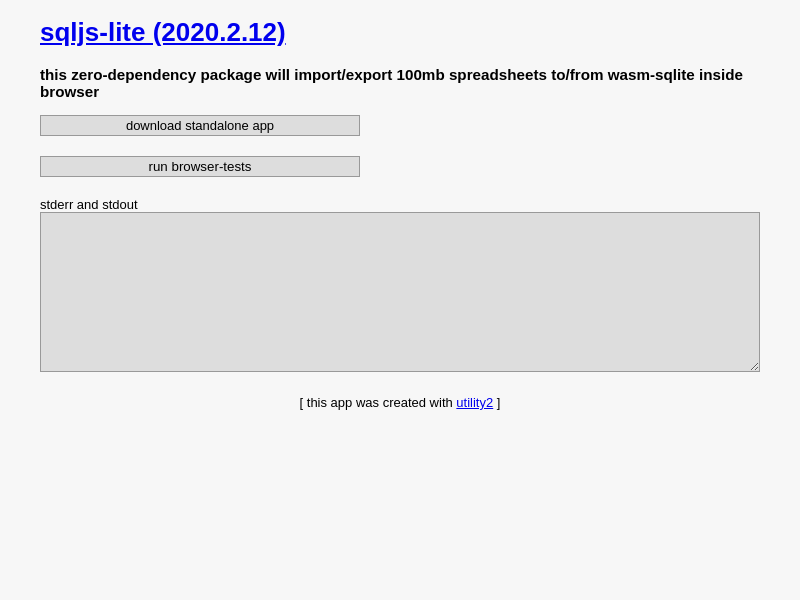 sqljs-lite (2020.2.12)
this zero-dependency package will import/export 100mb spreadsheets to/from wasm-sqlite inside
browser
download standalone app
run browser-tests
stderr and stdout
[ this app was created with utility2 ]